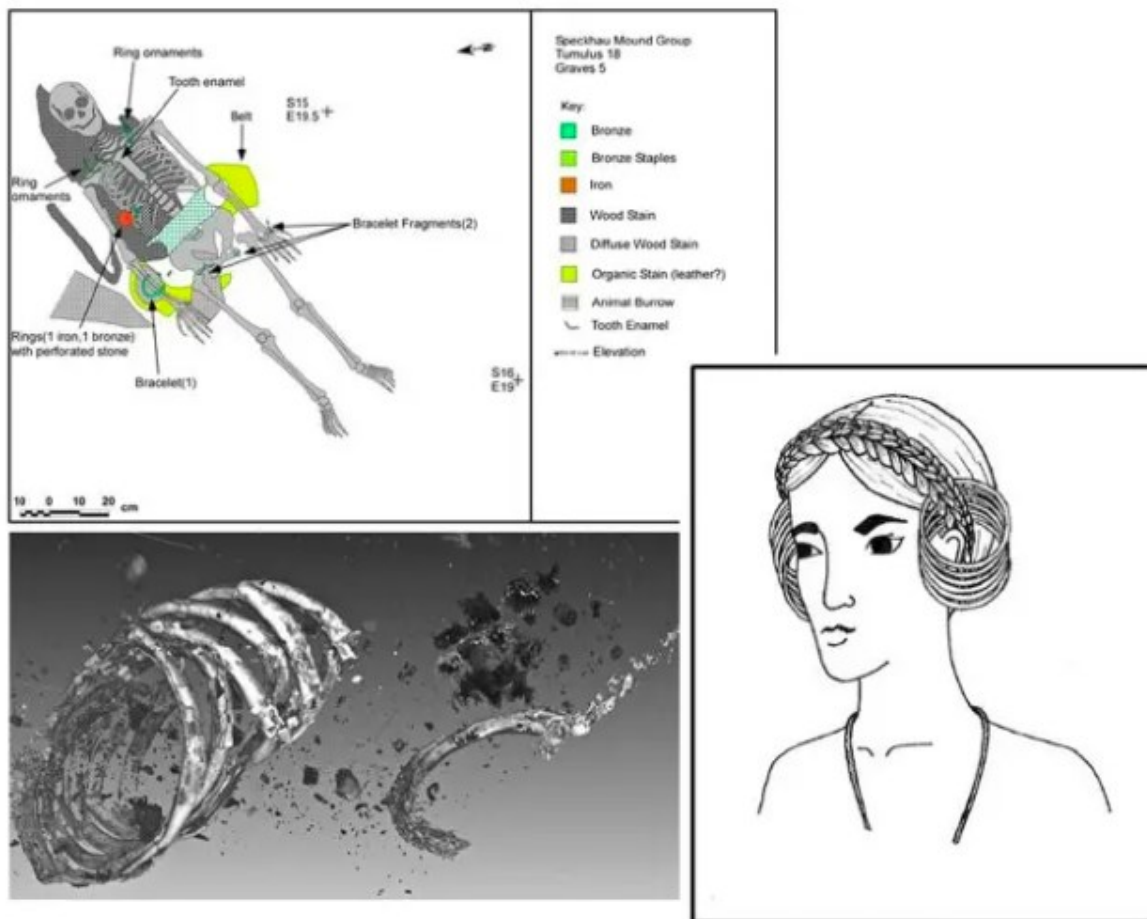 Ring ornaments
Tooth enamel
S15
E19.5
Belt
Ring
ornaments
Bracelet Fragments(2)
Rings(1 iron,1 bronze)
with perforated stone
Bracelet(1)
S16
E19
10 0 10 20 cm
Speckhau Mound Group
Tumulus 18
Graves 5
Key:
Bronze
Bronze Staples
Iron
Wood Stain
Diffuse Wood Stain
Organic Stain (leather?)
Animal Burrow
Tooth Enamel
Elevation